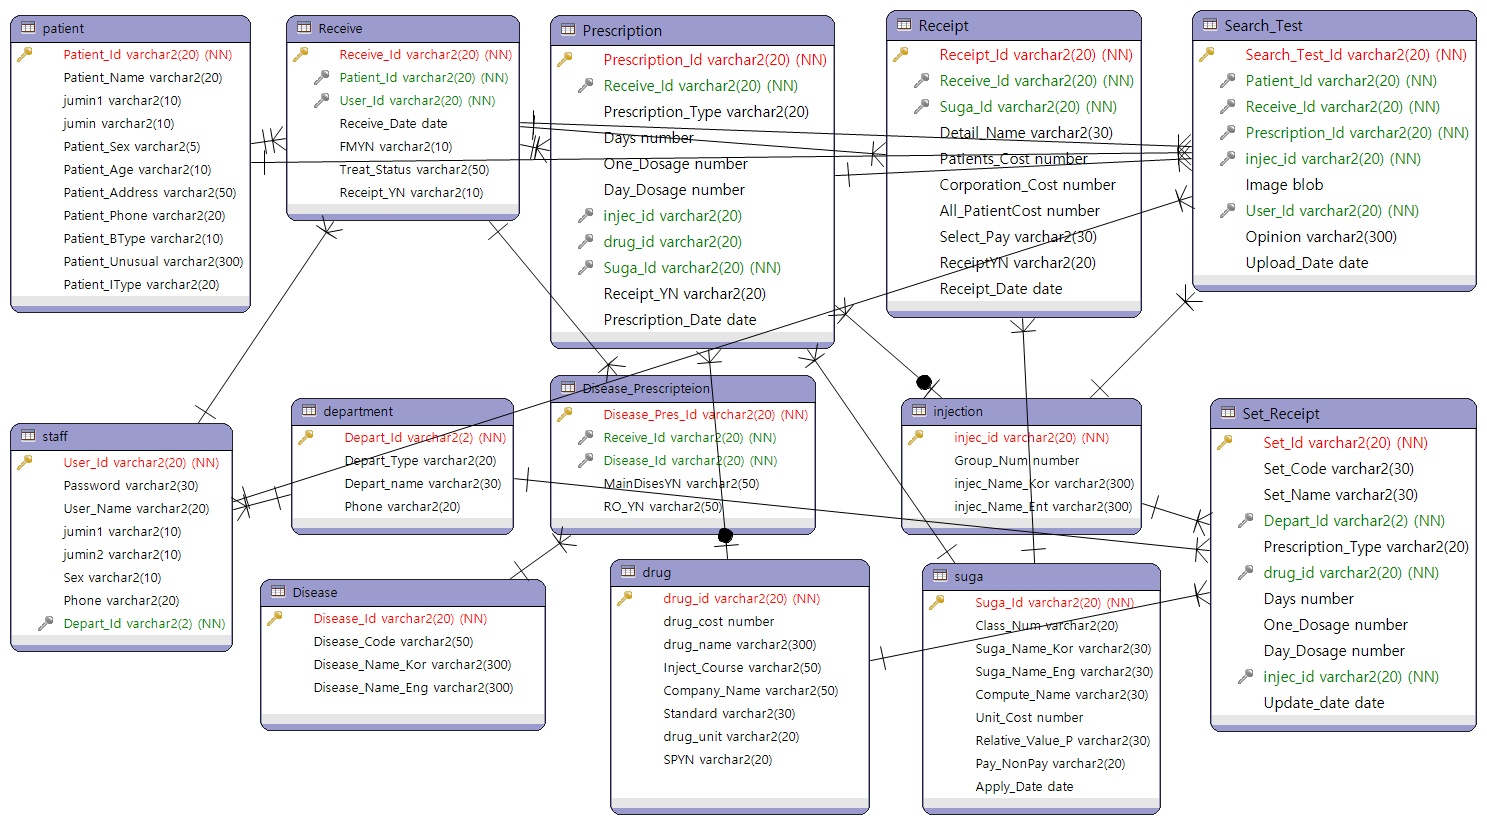 patient
Patient_Id varchar2(20) (NN)
Patient_Name varchar2(20)
jumin1 varchar2(10)
jumin varchar2(10)
Patient_Sex varchar2(5)
Patient_Age varchar2(10)
Patient_Address varchar2(50)
Patient_Phone varchar2(20)
Patient_BType varchar2(10)
Patient_Unusual varchar2(300)
Patient_IType varchar2(20)
Receive
Receive_Id varchar2(20) (NN)
Patient_Id varchar2(20) (NN)
User_Id varchar2(20) (NN)
Receive_Date date
FMYN varchar2(10)
Treat_Status varchar2(50)
Receipt_YN varchar2(10)
Prescription
Prescription_Id varchar2(20) (NN)
Receive_Id varchar2(20) (NN)
Prescription_Type varchar2(20)
Days number
One_Dosage number
Day_Dosage number
injec_id varchar2(20)
drug_id varchar2(20)
Suga_Id varchar2(20) (NN)
Receipt_YN varchar2(20)
Prescription_Date date
Receipt
Receipt_Id varchar2(20) (NN)
Receive_Id varchar2(20) (NN)
Suga_Id varchar2(20) (NN)
Detail_Name varchar2(30)
Patients_Cost number
Corporation_Cost number
All_PatientCost number
Select_Pay varchar2(30)
ReceiptYN varchar2(20)
Receipt_Date date
Search_Test
Search_Test_Id varchar2(20) (NN)
Patient_Id varchar2(20) (NN)
Receive_Id varchar2(20) (NN)
Prescription_Id varchar2(20) (NN)
injec_id varchar2(20) (NN)
Image blob
User_Id varchar2(20) (NN)
Opinion varchar2(300)
Upload_Date date
staff
User_Id varchar2(20) (NN)
Password varchar2(30)
User_Name varchar2(20)
jumin1 varchar2(10)
jumin2 varchar2(10)
Sex varchar2(10)
Phone varchar2(20)
Depart_Id varchar2(2) (NN)
department
Depart_Id varchar2(2) (NN)
Depart_Type varchar2(20)
Depart_name varchar2(30)
Phone varchar2(20)
Disease_Prescripteion
Disease_Pres_Id varchar2(20) (NN)
Receive_Id varchar2(20) (NN)
Disease_Id varchar2(20) (NN)
MainDisesYN varchar2(50)
RO_YN varchar2(50)
injection
injec_id varchar2(20) (NN)
Group_Num number
injec_Name_Kor varchar2(300)
injec_Name_Ent varchar2(300)
Set_Receipt
Set_Id varchar2(20) (NN)
Set_Code varchar2(30)
Set_Name varchar2(30)
Depart_Id varchar2(2) (NN)
Prescription_Type varchar2(20)
drug_id varchar2(20) (NN)
Days number
One_Dosage number
Day_Dosage number
injec_id varchar2(20) (NN)
Update_date date
Disease
Disease_Id varchar2(20) (NN)
Disease_Code varchar2(50)
Disease_Name_Kor varchar2(300)
Disease_Name_Eng varchar2(300)
drug
drug_id varchar2(20) (NN)
drug_cost number
drug_name varchar2(300)
Inject_Course varchar2(50)
Company_Name varchar2(50)
Standard varchar2(30)
drug_unit varchar2(20)
SPYN varchar2(20)
suga
Suga_Id varchar2(20) (NN)
Class_Num varchar2(20)
Suga_Name_Kor varchar2(30)
Suga_Name_Eng varchar2(30)
Compute_Name varchar2(30)
Unit_Cost number
Relative_Value_P varchar2(30)
Pay_NonPay varchar2(20)
Apply_Date date